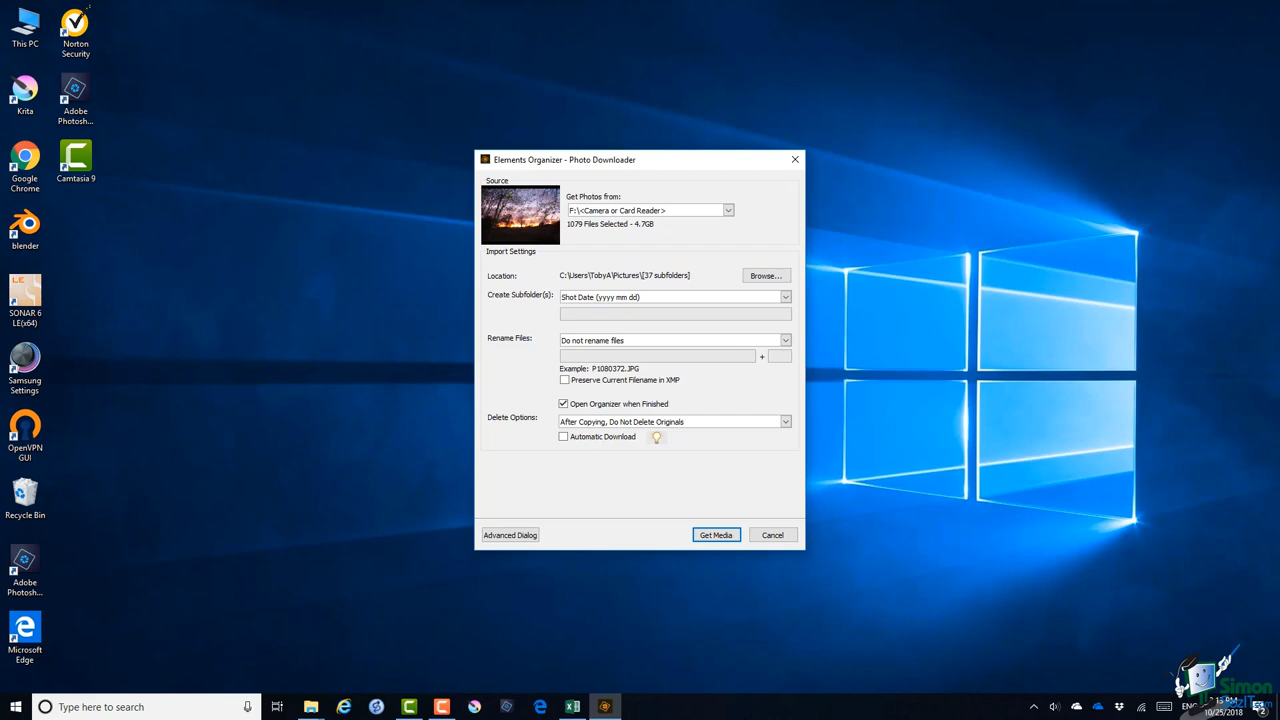 This PC
Norton
Security
Krita
Adobe
Photosh...
Google
Chrome
Camtasia 9
blender
SONAR 6
LE(x64)
Samsung
Settings
OpenVPN
GUI
Recycle Bin
Adobe
Photosh...
Microsoft
Edge
Elements Organizer - Photo Downloader
Source
Get Photos from:
F:\<Camera or Card Reader>
1079 Files Selected - 4.7GB
Import Settings
Location:
C:\Users\TobyA\Pictures\[37 subfolders]
Browse...
Create Subfolder(s):
Shot Date (yyyy mm dd)
Rename Files:
Do not rename files
+
Example: P1080372.JPG
Preserve Current Filename in XMP
Open Organizer when Finished
Delete Options:
After Copying, Do Not Delete Originals
Automatic Download
Advanced Dialog
Get Media
Cancel
Type here to search
10/25/2018
Simon